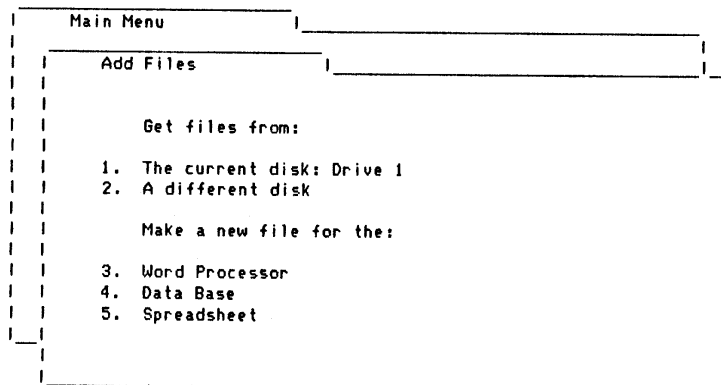 Main Menu
Add Files
Get files from:
1. The current disk: Drive 1
2. A different disk
Make a new file for the:
3. Word Processor
4. Data Base
5. Spreadsheet